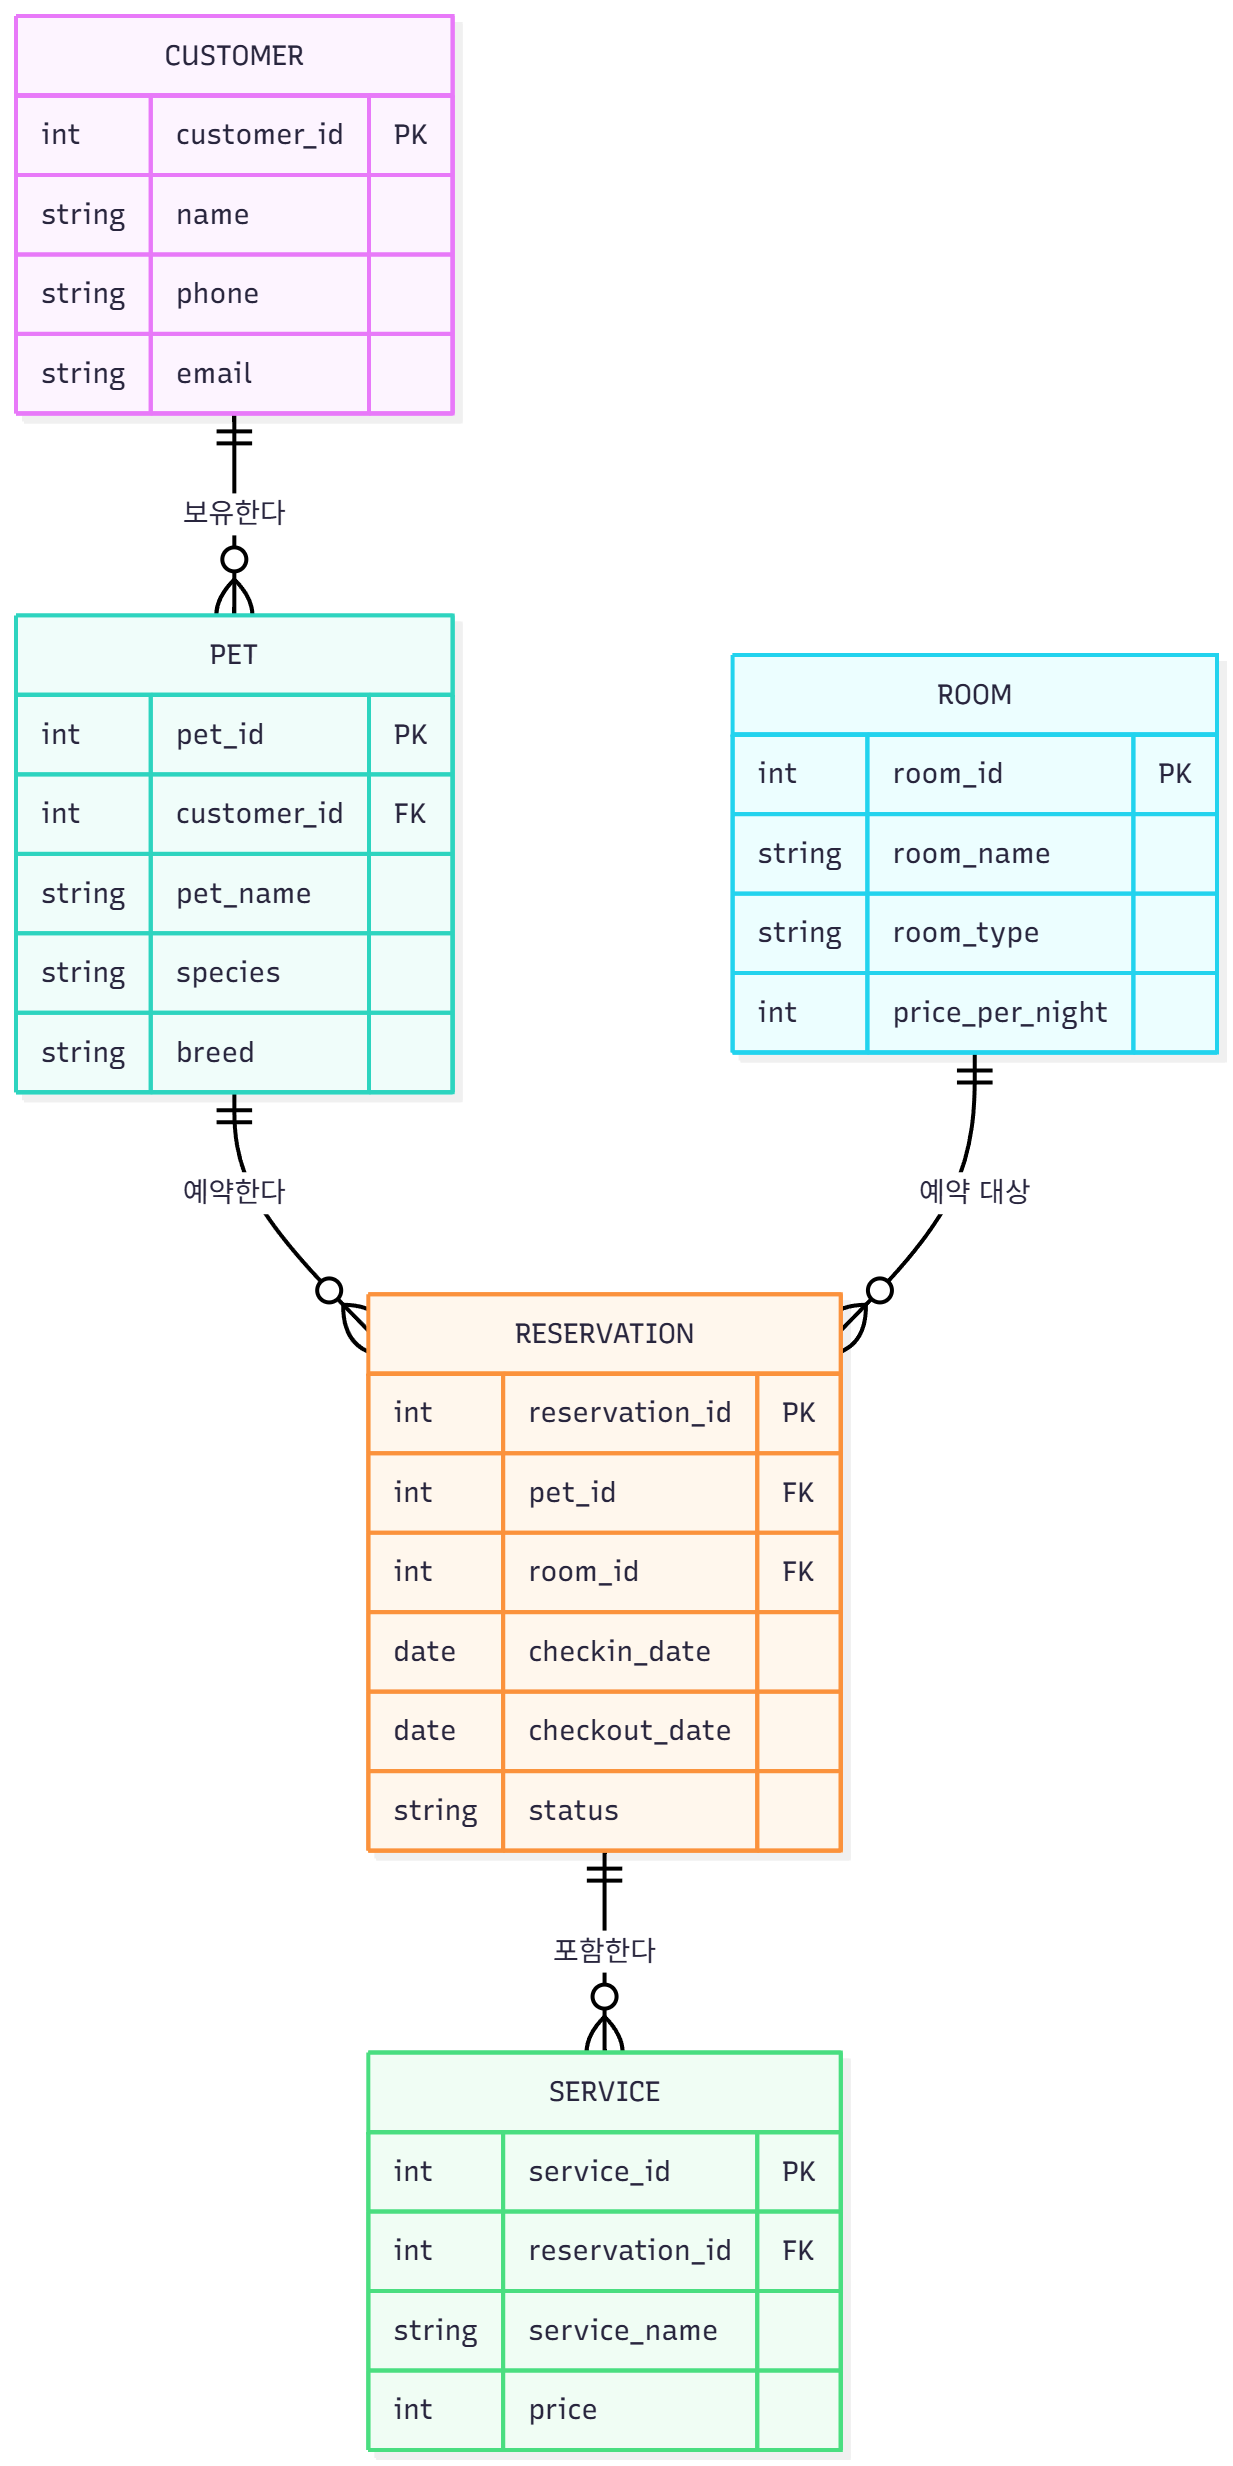 CUSTOMER
int customer_id PK
string name
string phone
string email
보유한다
PET
int pet_id PK
int customer_id FK
string pet_name
string species
string breed
ROOM
int room_id PK
string room_name
string room_type
int price_per_night
예약한다
예약 대상
RESERVATION
int reservation_id PK
int pet_id FK
int room_id FK
date checkin_date
date checkout_date
string status
포함한다
SERVICE
int service_id PK
int reservation_id FK
string service_name
int price